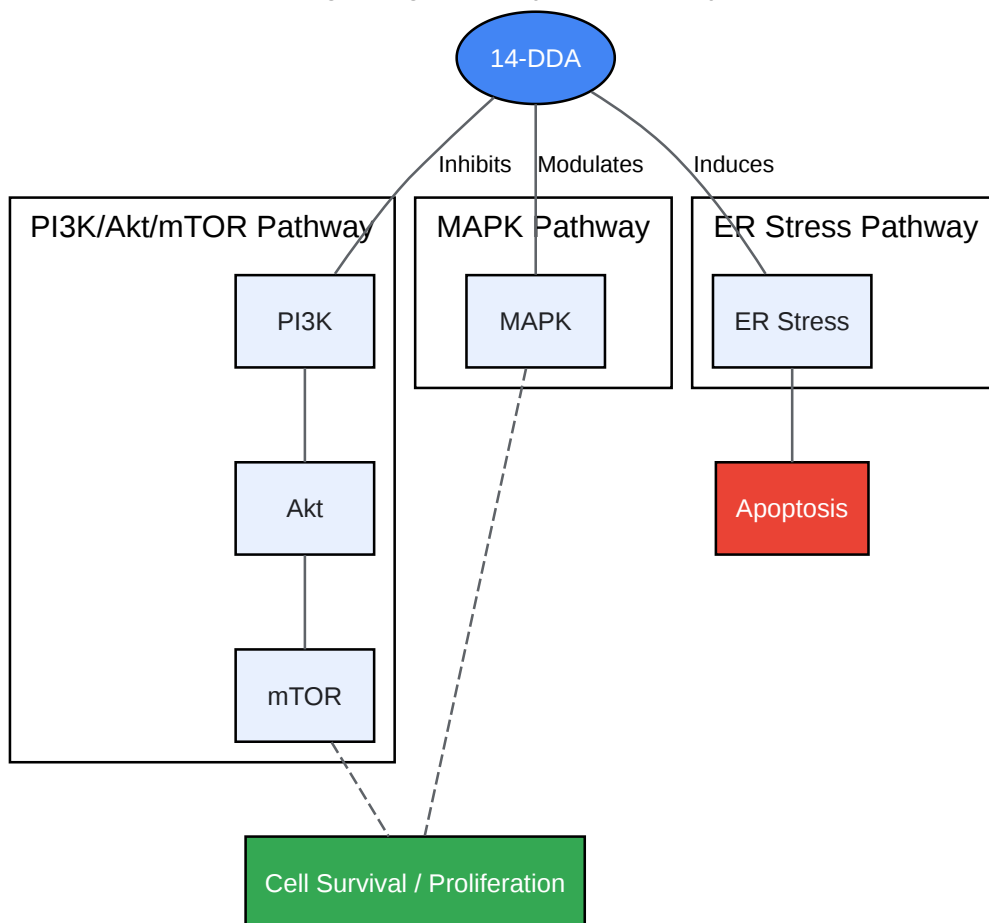 14-DDA
Inhibits
Modulates
Induces
PI3K/Akt/mTOR Pathway
MAPK Pathway
ER Stress Pathway
PI3K
MAPK
ER Stress
Akt
Apoptosis
mTOR
Cell Survival / Proliferation